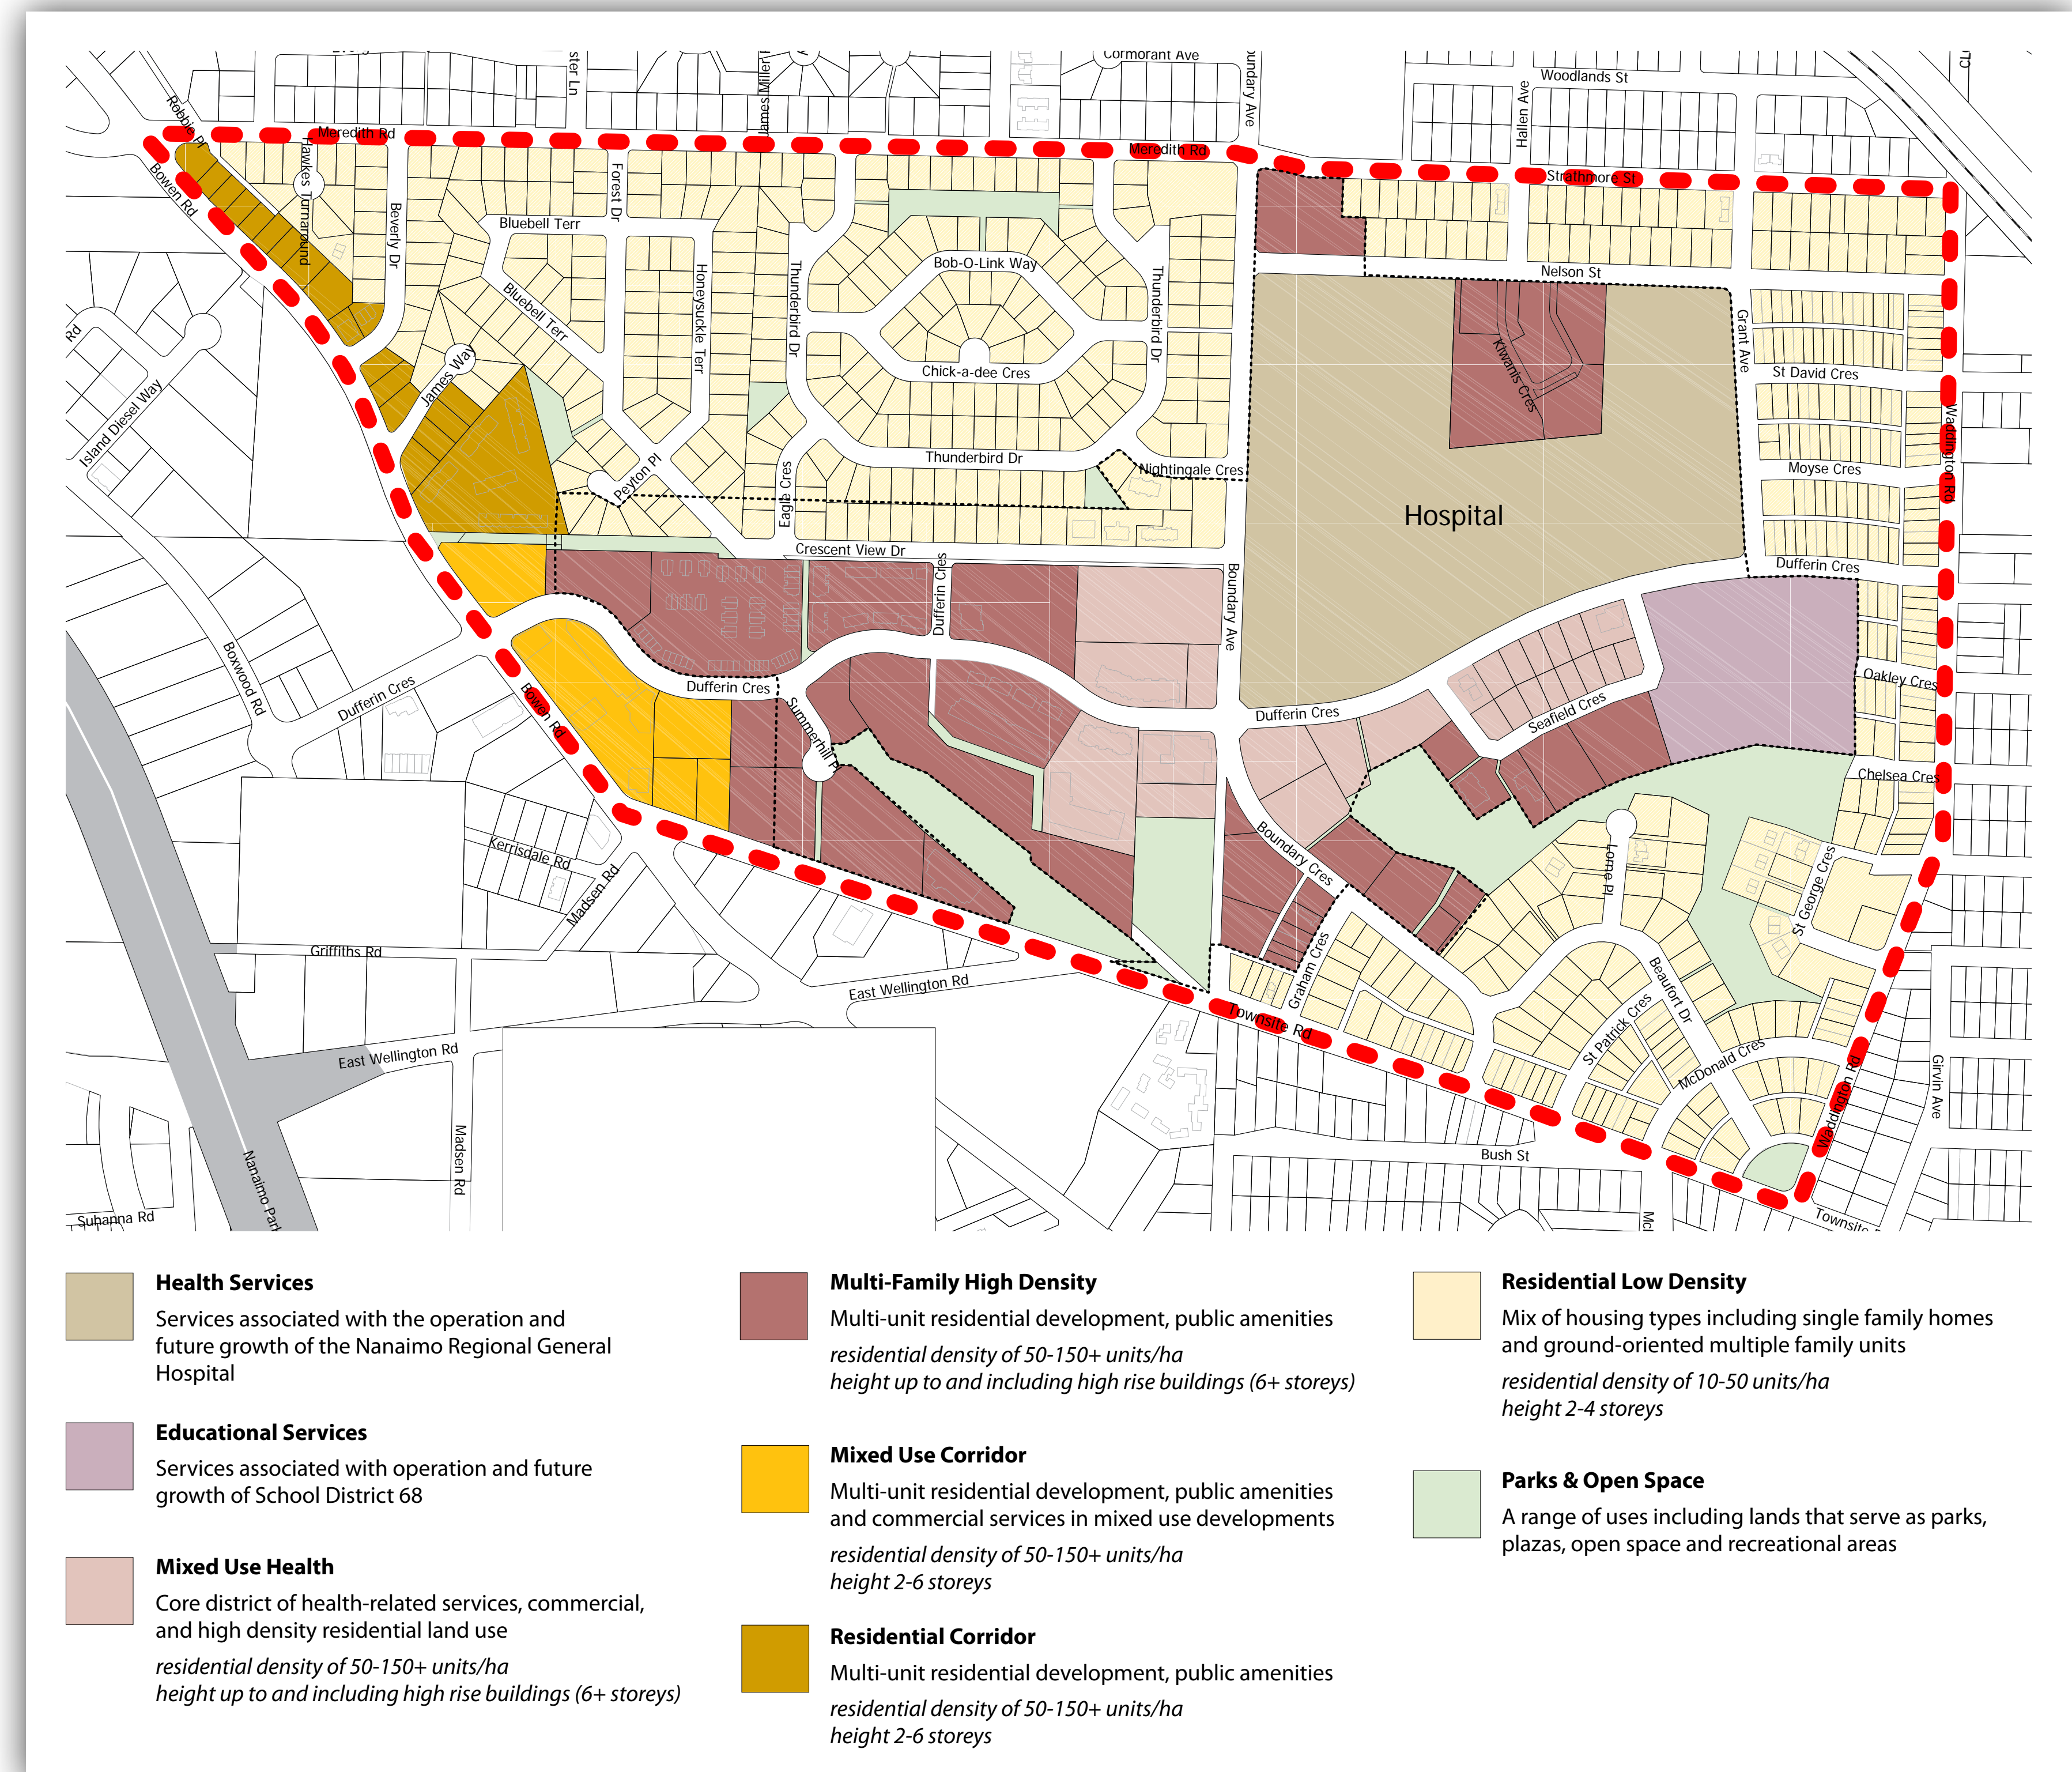 Cormorant Ave
Woodlands St
ster Ln
James Miller
oundary Ave
Hallen Ave
Robbie Pl
Meredith Rd
Meredith Rd
Strathmore St
Bowen Rd
Hawkes Turnaround
Beverly Dr
Forest Dr
Bluebell Terr
Bob-O-Link Way
Nelson St
Thunderbird Dr
Thunderbird Dr
Honeysuckle Terr
Bluebell Terr
Rd
James Way
Chick-a-dee Cres
Kiwanis Cres
Grant Ave
St David Cres
Waddington Rd
Island Diesel Way
Thunderbird Dr
Nightingale Cres
Moyse Cres
Peyton Pl
Eagle Cres
Hospital
Crescent View Dr
Dufferin Cres
Dufferin Cres
Boundary Ave
Boxwood Rd
Dufferin Cres
Dufferin Cres
Summerhill Pl
Bowen Rd
Dufferin Cres
Seafield Cres
Oakley Cres
Chelsea Cres
Kerrisdale Rd
Madsen Rd
Boundary Cres
Lorne Pl
St George Cres
Griffiths Rd
East Wellington Rd
Graham Cres
Beaufort Dr
Townsite Rd
St Patrick Cres
McDonald Cres
East Wellington Rd
Waddington Rd
Girvin Ave
Madsen Rd
Bush St
Nanaimo Park
Suhanna Rd
Townsite
Health Services
Services associated with the operation and
future growth of the Nanaimo Regional General
Hospital
Educational Services
Services associated with operation and future
growth of School District 68
Mixed Use Health
Core district of health-related services, commercial,
and high density residential land use
residential density of 50-150+ units/ha
height up to and including high rise buildings (6+ storeys)
Multi-Family High Density
Multi-unit residential development, public amenities
residential density of 50-150+ units/ha
height up to and including high rise buildings (6+ storeys)
Mixed Use Corridor
Multi-unit residential development, public amenities
and commercial services in mixed use developments
residential density of 50-150+ units/ha
height 2-6 storeys
Residential Corridor
Multi-unit residential development, public amenities
residential density of 50-150+ units/ha
height 2-6 storeys
Residential Low Density
Mix of housing types including single family homes
and ground-oriented multiple family units
residential density of 10-50 units/ha
height 2-4 storeys
Parks & Open Space
A range of uses including lands that serve as parks,
plazas, open space and recreational areas